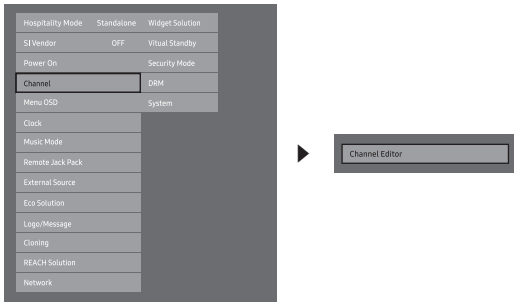 Hospitality Mode Standalone Widget Solution
SI Vendor OFF Vitual Standby
Power On Security Mode
Channel DRM
Menu OSD System
Clock
Music Mode
Remote Jack Pack
External Source
Eco Solution
Logo/Message
Cloning
REACH Solution
Network
Channel Editor